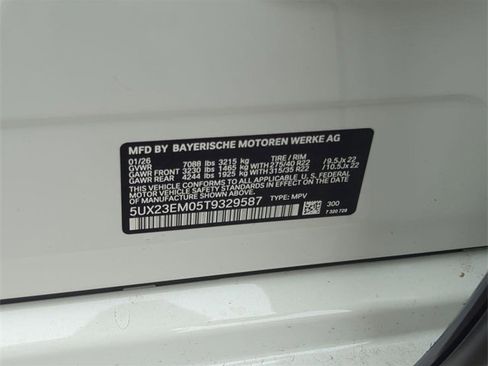 MFD BY BAYERISCHE MOTOREN WERKE AG
01/26 TIRE / RIM
GVWR 7088 lbs 3215 kg
GAWR FRONT 3230 lbs 1465 kg WITH 275/40 R22 /9.5Jx22
GAWR REAR 4244 lbs 1925 kg WITH 315/35 R22 /10.5Jx22
THIS VEHICLE CONFORMS TO ALL APPLICABLE U.S. FEDERAL
MOTOR VEHICLE SAFETY STANDARDS IN EFFECT ON THE
DATE OF MANUFACTURE SHOWN ABOVE.
5UX23EM05T9329587 TYPE: MPV
300